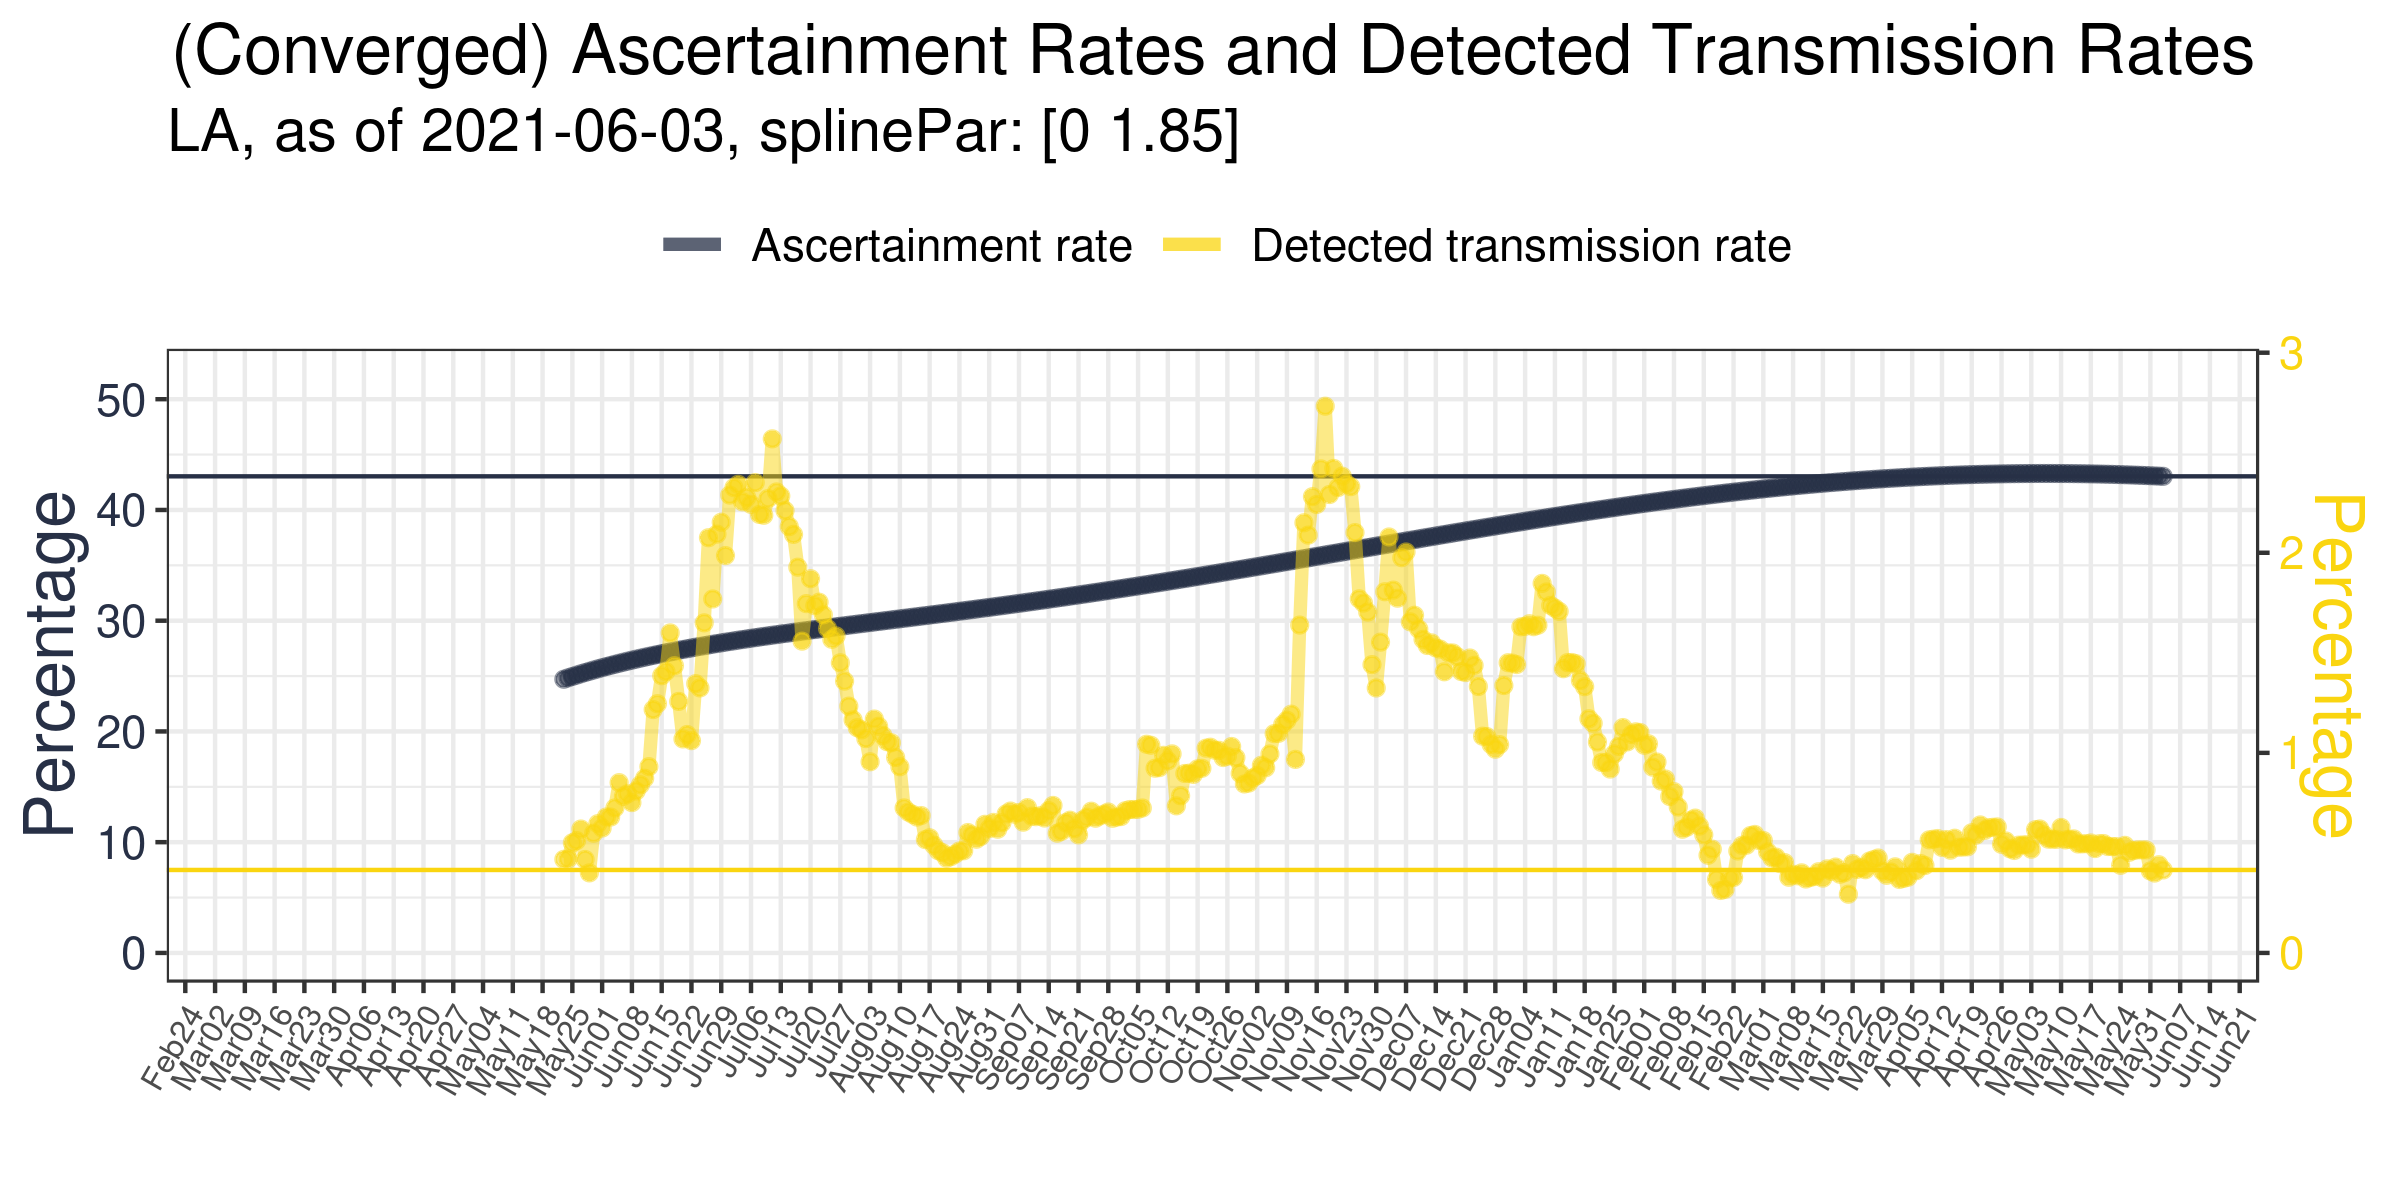 (Converged) Ascertainment Rates and Detected Transmission Rates
LA, as of 2021-06-03, splinePar: [0 1.85]
Ascertainment rate
Detected transmission rate
Percentage
50
40
30
20
10
0
3
2
1
0
Percentage
Feb24
Mar02
Mar09
Mar16
Mar23
Mar30
Apr06
Apr13
Apr20
Apr27
May04
May11
May18
May25
Jun01
Jun08
Jun15
Jun22
Jun29
Jul06
Jul13
Jul20
Jul27
Aug03
Aug10
Aug17
Aug24
Aug31
Sep07
Sep14
Sep21
Sep28
Oct05
Oct12
Oct19
Oct26
Nov02
Nov09
Nov16
Nov23
Nov30
Dec07
Dec14
Dec21
Dec28
Jan04
Jan11
Jan18
Jan25
Feb01
Feb08
Feb15
Feb22
Mar01
Mar08
Mar15
Mar22
Mar29
Apr05
Apr12
Apr19
Apr26
May03
May10
May17
May24
May31
Jun07
Jun14
Jun21